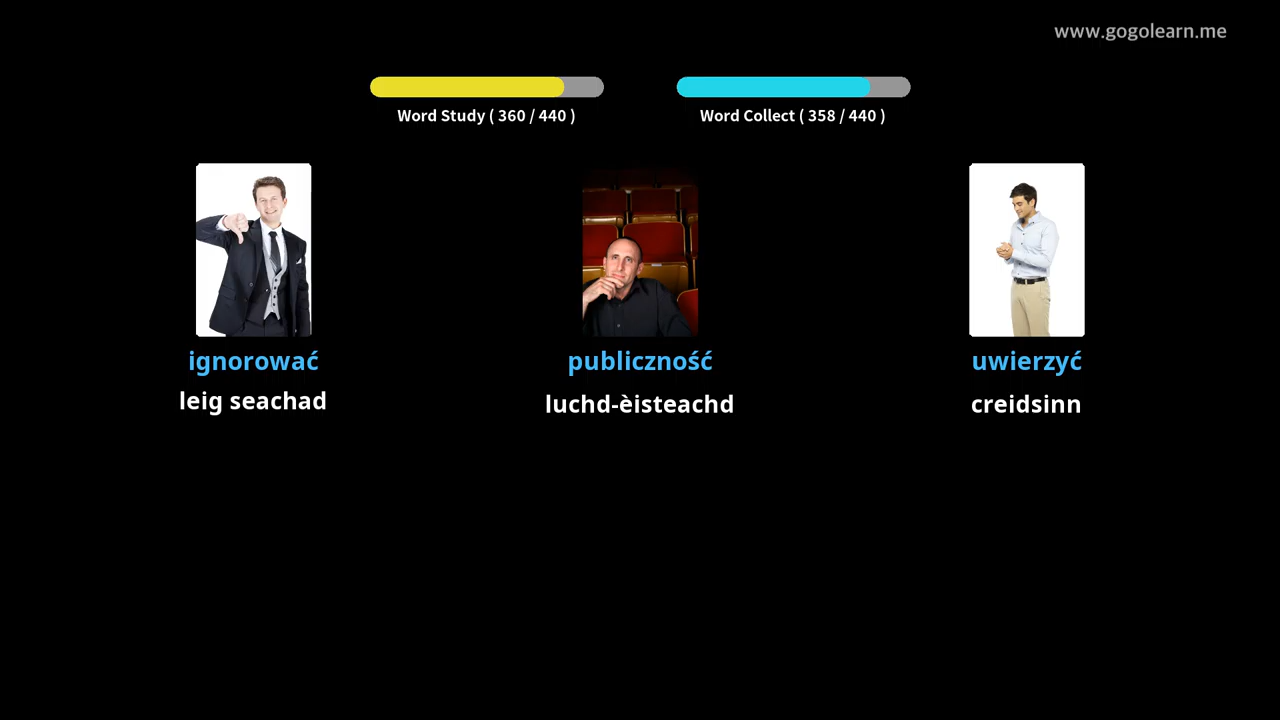 www.gogolearn.me
Word Study ( 360 / 440 )
Word Collect ( 358 / 440 )
ignorować
publiczność
uwierzyć
leig seachad
luchd-èisteachd
creidsinn